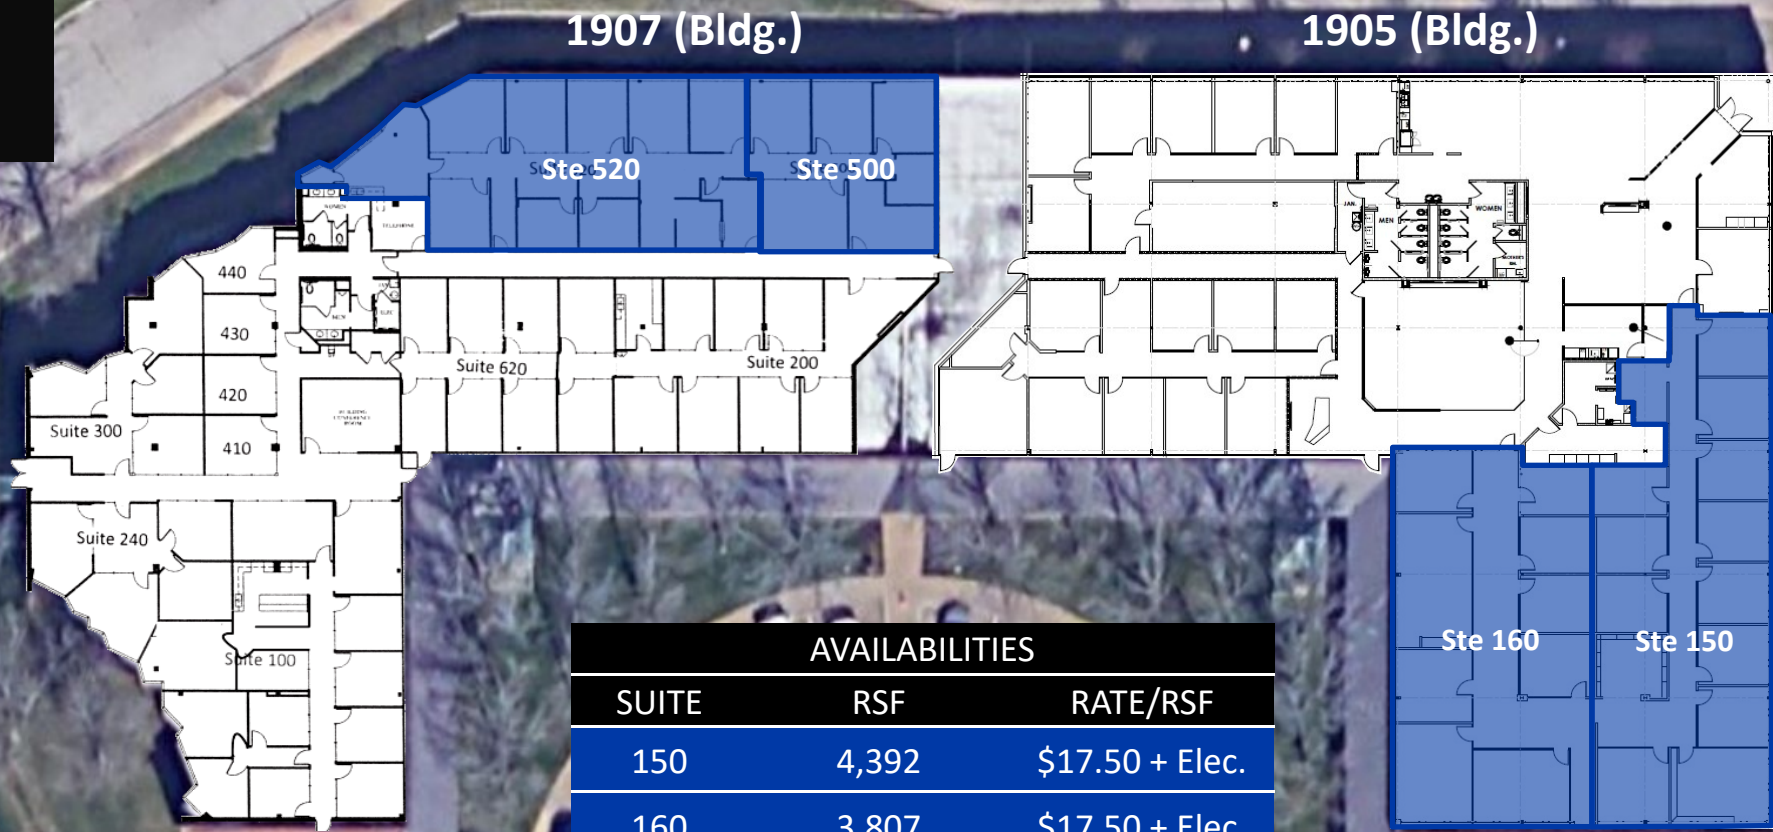 1907 (Bldg.)
1905 (Bldg.)
Ste 520
Ste 500
WOMEN
JAN.
MEN
WOMEN
440
430
420
410
Suite 620
Suite 200
Suite 300
Suite 240
Suite 100
Ste 160
Ste 150
AVAILABILITIES
SUITE RSF RATE/RSF
150 4,392 $17.50 + Elec.
160 3,807 $17.50 + Elec.